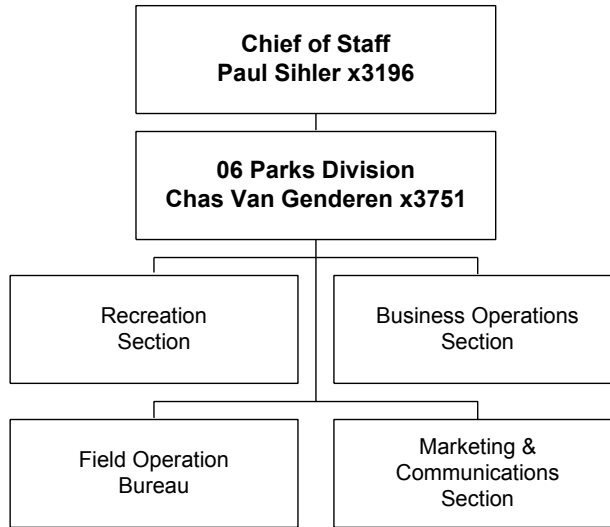 Chief of Staff
Paul Sihler x3196
06 Parks Division
Chas Van Genderen x3751
Recreation
Section
Business Operations
Section
Field Operation
Bureau
Marketing &
Communications
Section